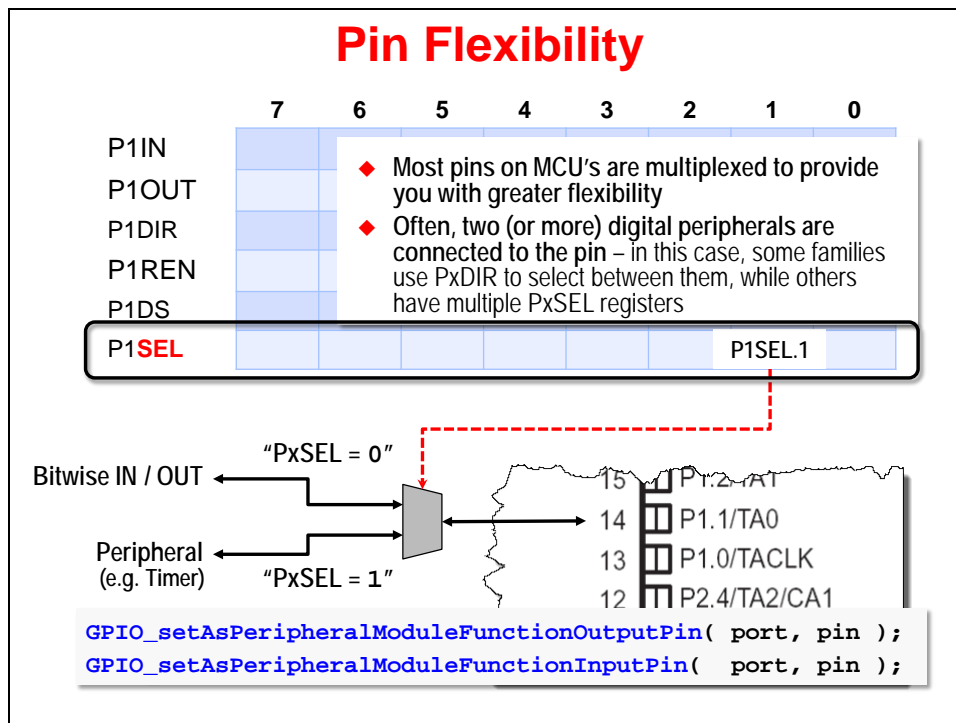 Pin Flexibility
7 6 5 4 3 2 1 0
P1IN
P1OUT
P1DIR
P1REN
P1DS
P1SEL P1SEL.1
◆ Most pins on MCU's are multiplexed to provide
you with greater flexibility
◆ Often, two (or more) digital peripherals are
connected to the pin – in this case, some families
use PxDIR to select between them, while others
have multiple PxSEL registers
"PxSEL = 0"
Bitwise IN / OUT
Peripheral
(e.g. Timer)
"PxSEL = 1"
15 P1.2/TA1
14 P1.1/TA0
13 P1.0/TACLK
12 P2.4/TA2/CA1
GPIO_setAsPeripheralModuleFunctionOutputPin( port, pin );
GPIO_setAsPeripheralModuleFunctionInputPin( port, pin );